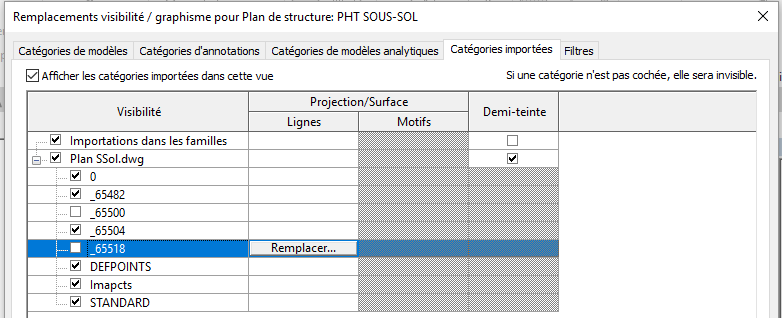 Remplacements visibilité / graphisme pour Plan de structure: PHT SOUS-SOL
Catégories de modèles Catégories d'annotations Catégories de modèles analytiques Catégories importées Filtres
Afficher les catégories importées dans cette vue Si une catégorie n'est pas cochée, elle sera invisible.
Visibilité Projection/Surface Demi-teinte
Lignes Motifs
Importations dans les familles
Plan SSol.dwg
0
_65482
_65500
_65504
_65518 Remplacer...
DEFPOINTS
Imapcts
STANDARD